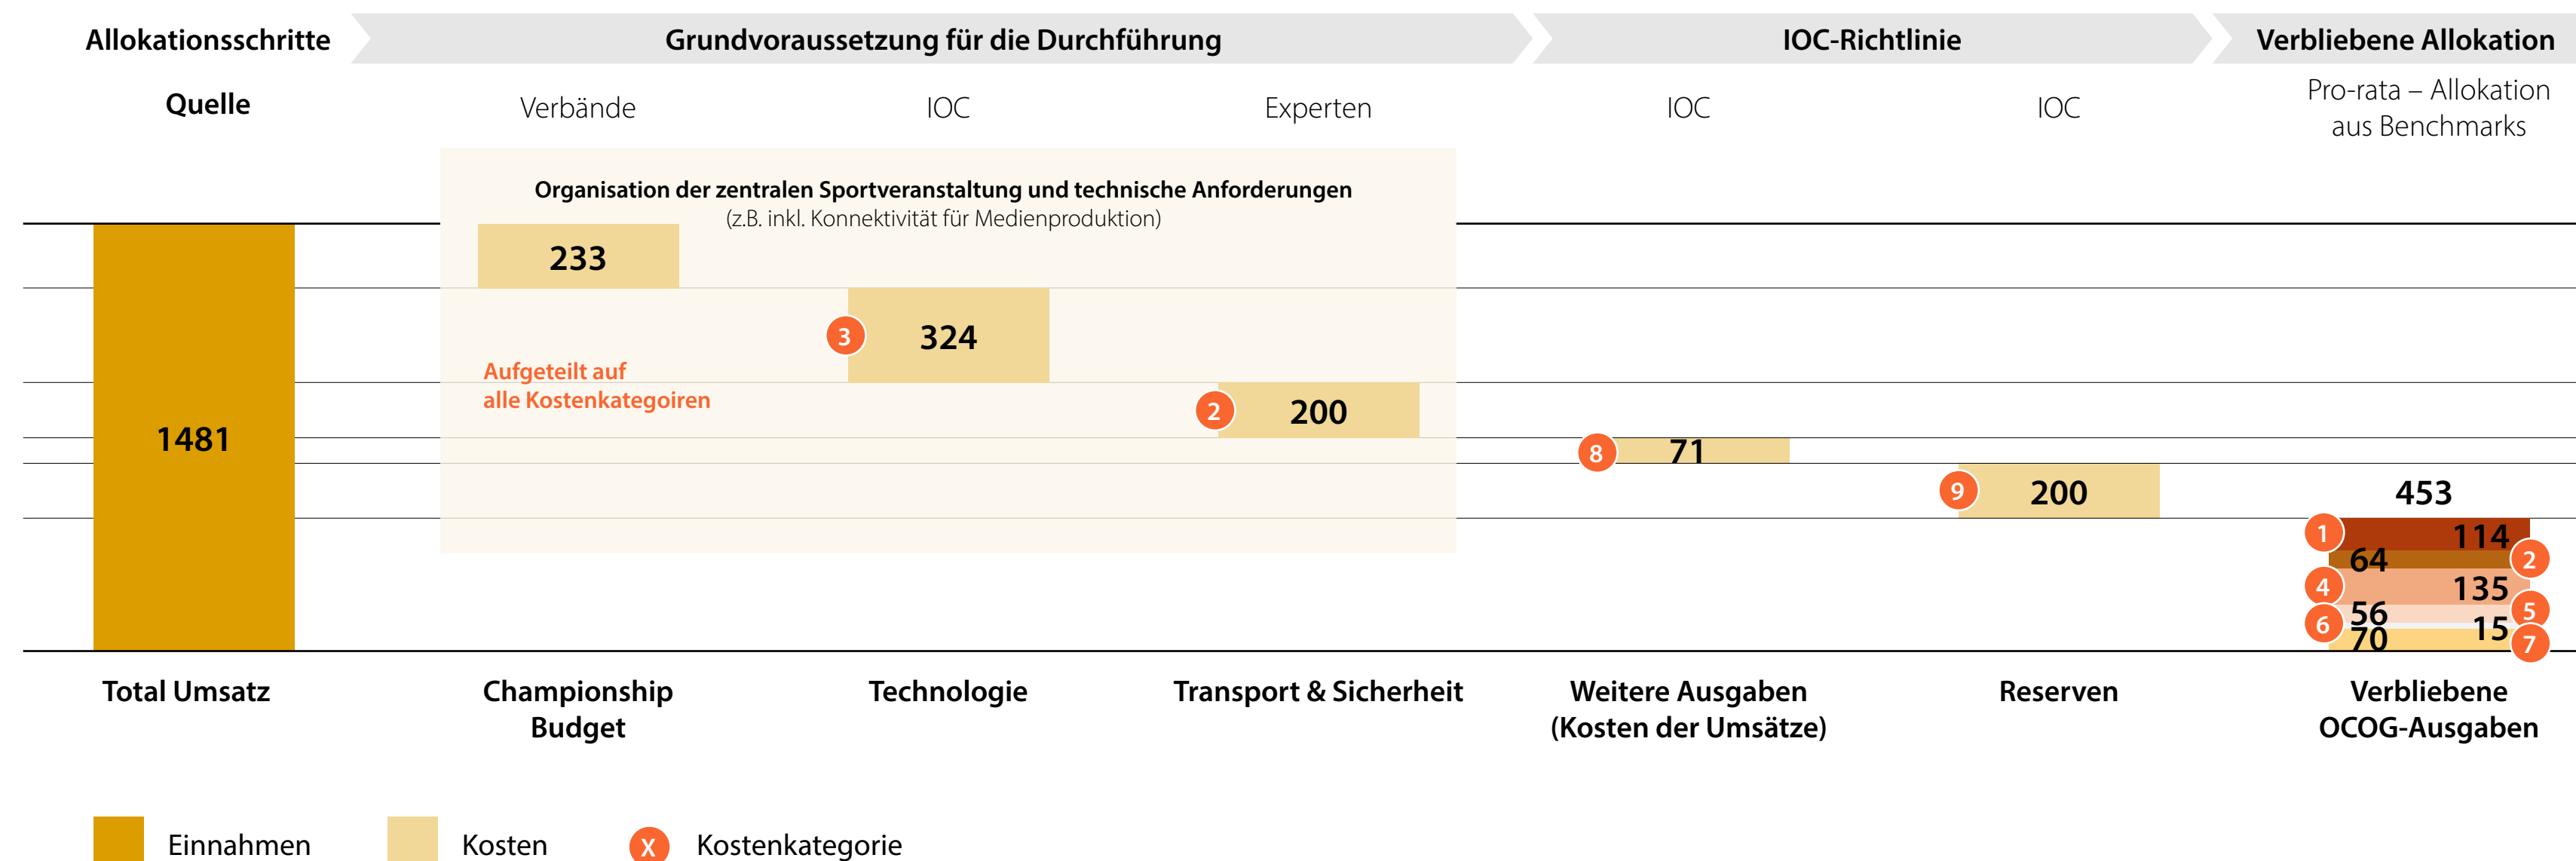 Allokationsschritte
Grundvoraussetzung für die Durchführung
IOC-Richtlinie
Verbliebene Allokation
Quelle
Verbände
IOC
Experten
IOC
IOC
Pro-rata – Allokation
aus Benchmarks
Organisation der zentralen Sportveranstaltung und technische Anforderungen
(z.B. inkl. Konnektivität für Medienproduktion)
233
3
324
Aufgeteilt auf
alle Kostenkategoiren
2
200
1481
8
71
9
200
453
1
114
64
2
4
135
56
5
6
15
70
7
Total Umsatz
Championship
Budget
Technologie
Transport & Sicherheit
Weitere Ausgaben
(Kosten der Umsätze)
Reserven
Verbliebene
OCOG-Ausgaben
Einnahmen
Kosten
X
Kostenkategorie